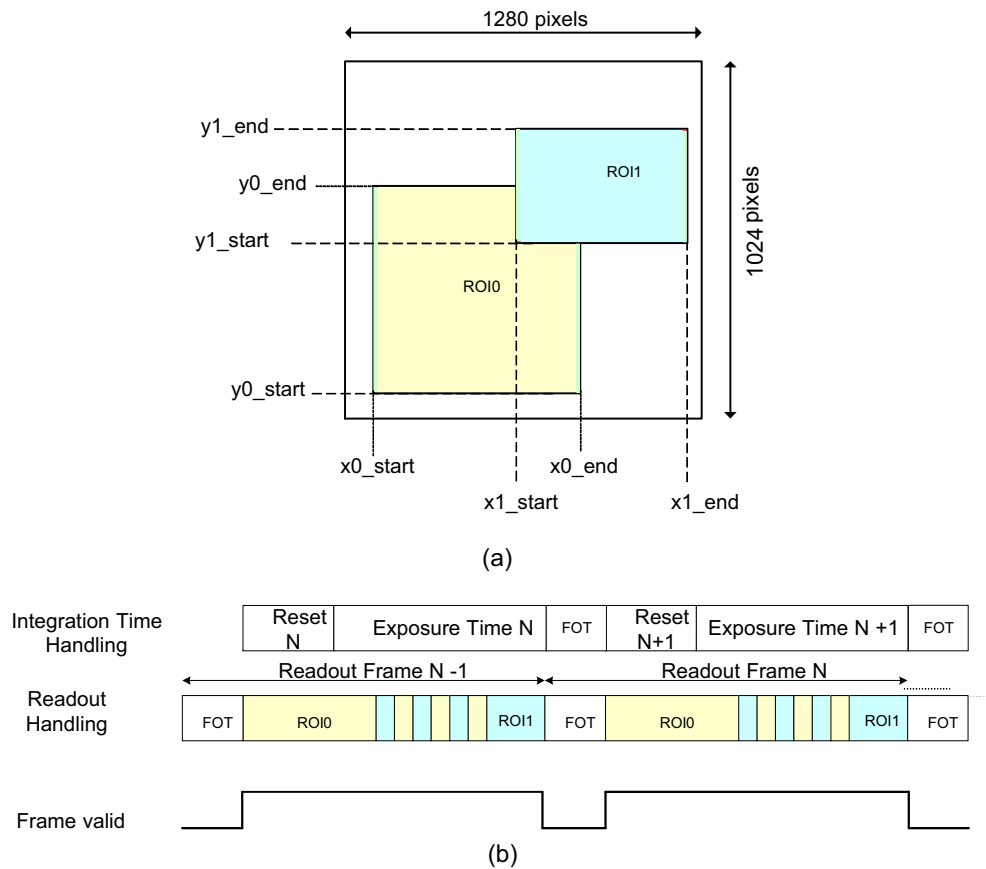 1280 pixels
y1_end
ROI1
y0_end
1024 pixels
y1_start
ROI0
y0_start
x0_start
x0_end
x1_start
x1_end
(a)
Integration Time
Handling
Reset
N
Exposure Time N
FOT
Reset
N+1
Exposure Time N +1
FOT
Readout Frame N -1
Readout Frame N
Readout
Handling
FOT
ROI0
ROI1
FOT
ROI0
ROI1
FOT
Frame valid
(b)